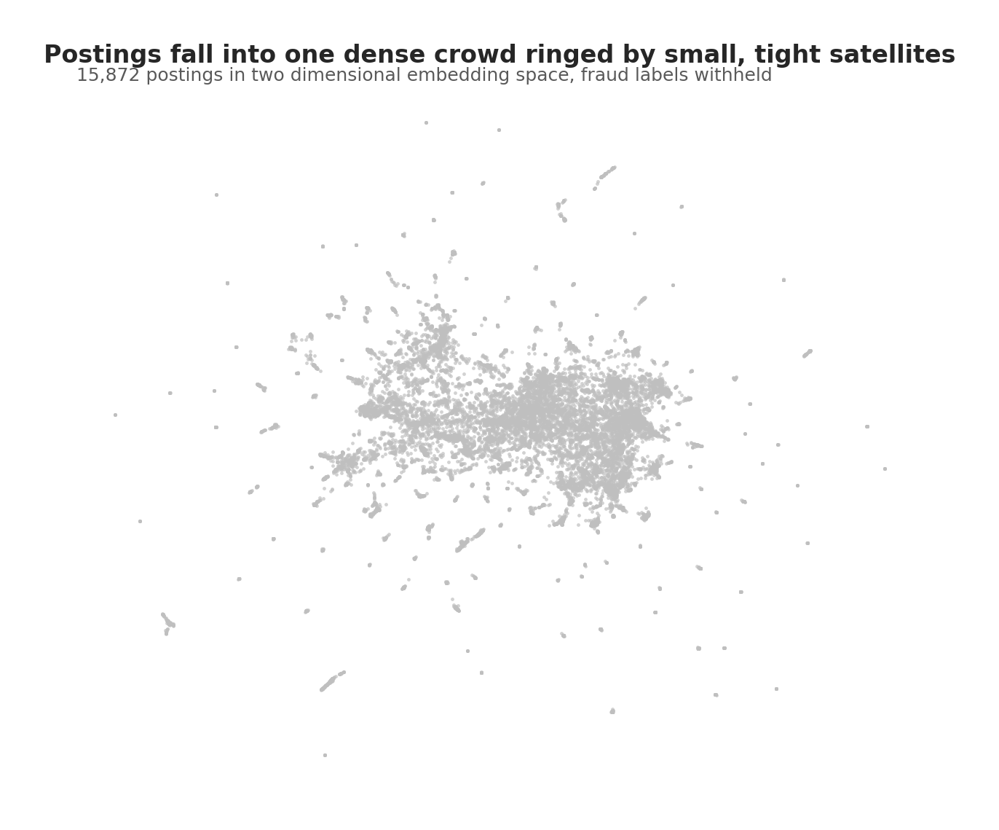 Postings fall into one dense crowd ringed by small, tight satellites
15,872 postings in two dimensional embedding space, fraud labels withheld